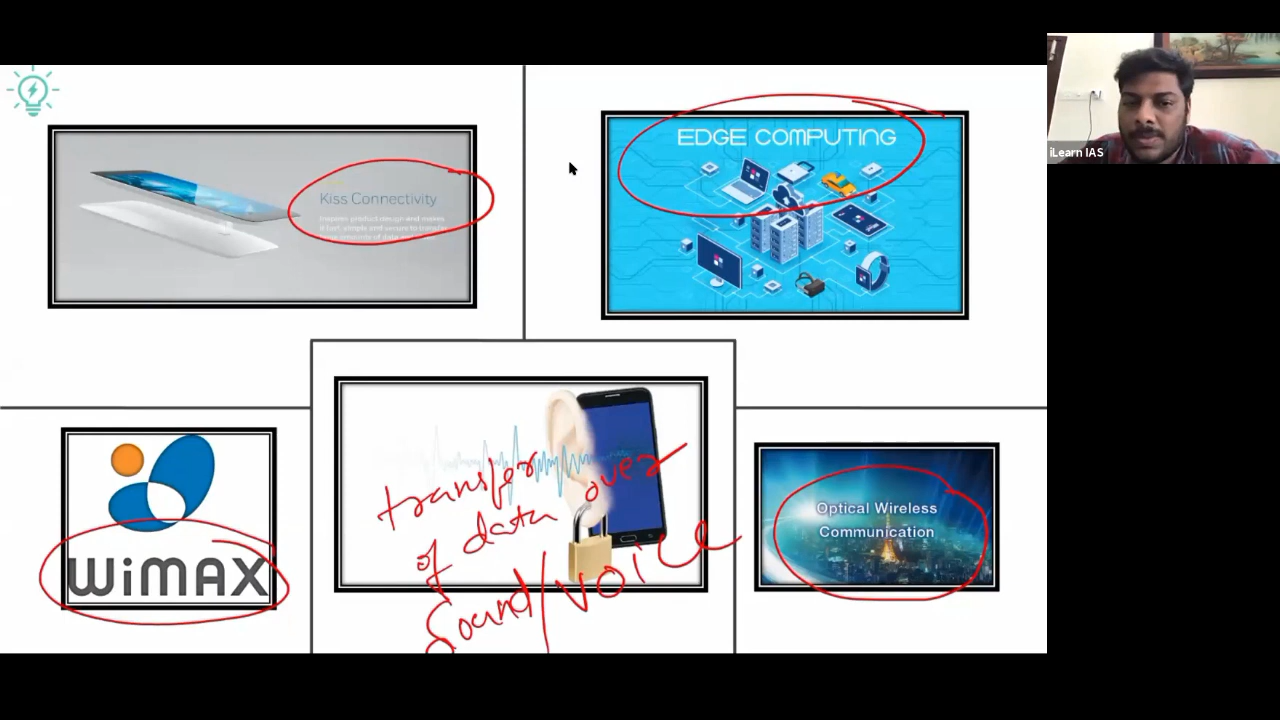 Kiss Connectivity
EDGE COMPUTING
iLearn IAS
WiMAX
transfer
of data over
Sound/Voice
Optical Wireless
Communication